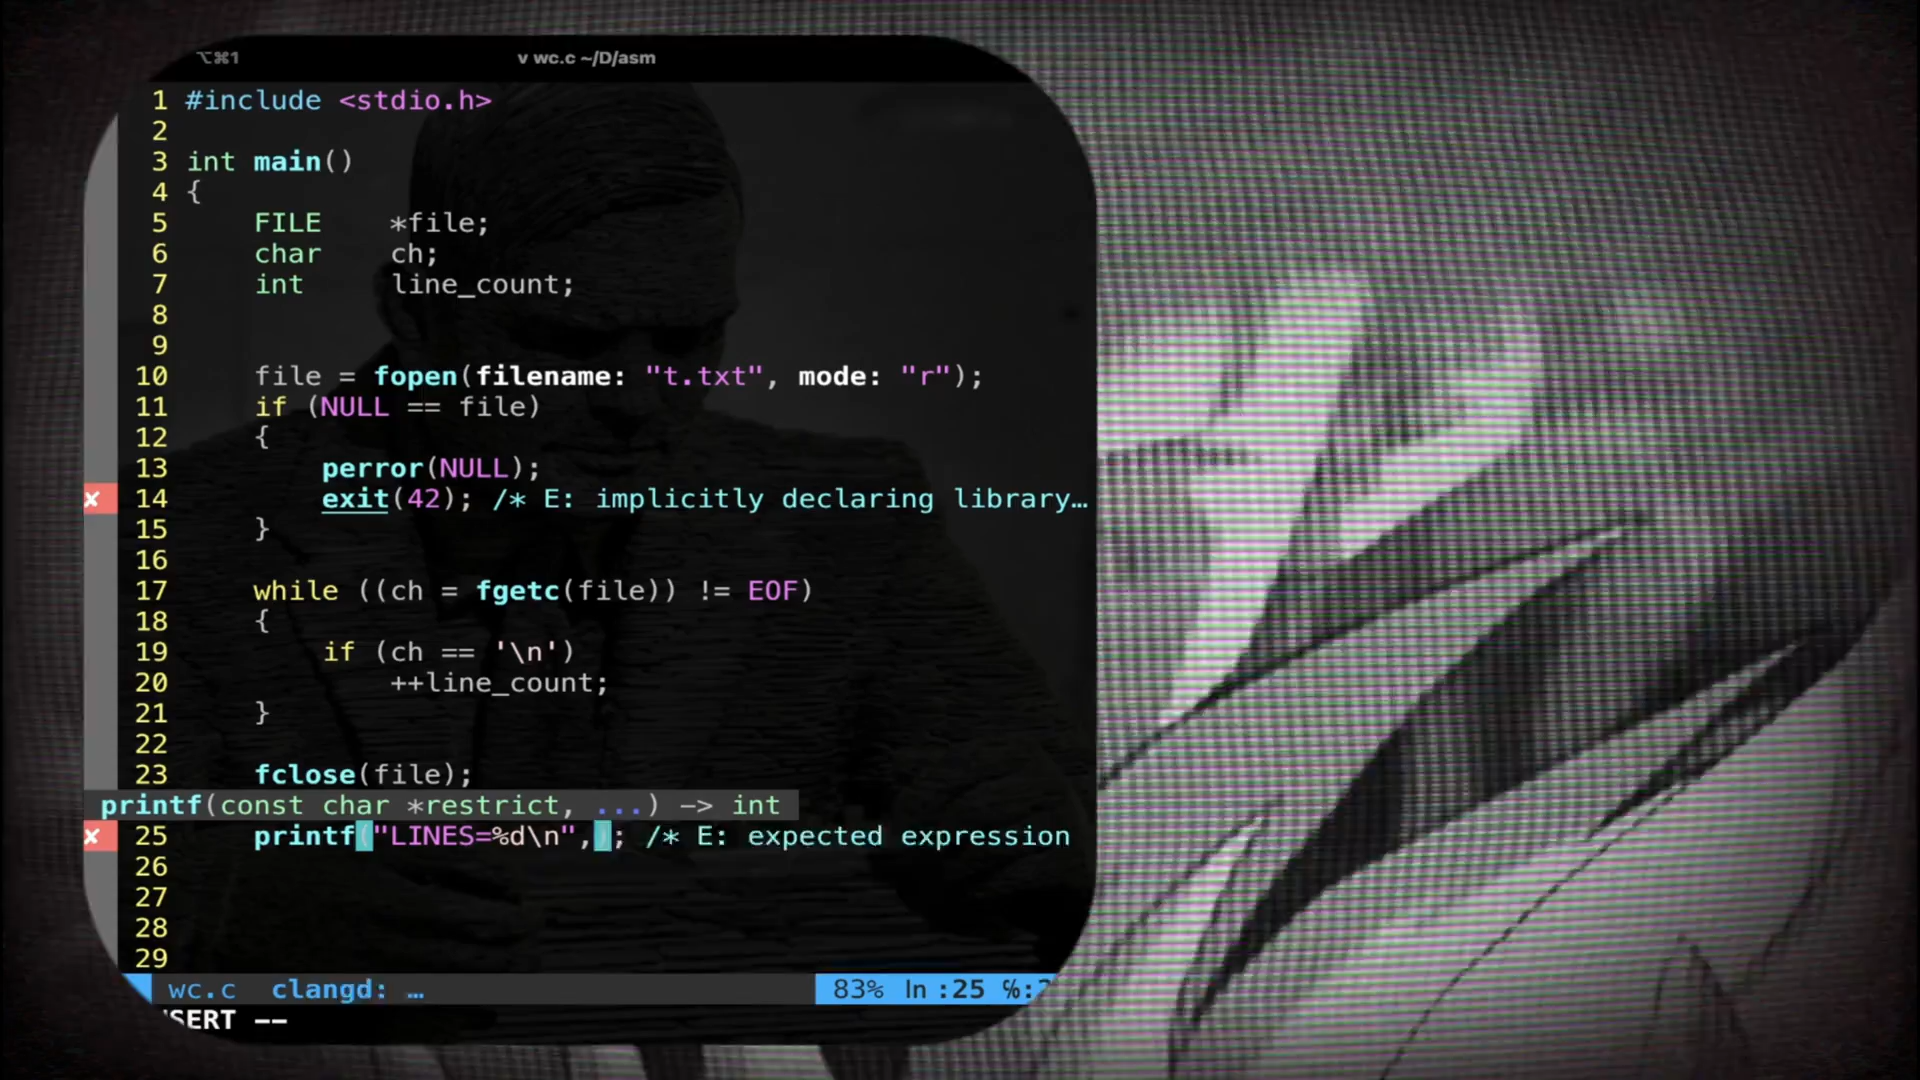 ⌥⌘1 v wc.c ~/D/asm
1 #include <stdio.h>
2
3 int main()
4 {
5 FILE *file;
6 char ch;
7 int line_count;
8
9
10 file = fopen(filename: "t.txt", mode: "r");
11 if (NULL == file)
12 {
13 perror(NULL);
✘ 14 exit(42); /* E: implicitly declaring library…
15 }
16
17 while ((ch = fgetc(file)) != EOF)
18 {
19 if (ch == '\n')
20 ++line_count;
21 }
22
23 fclose(file);
printf(const char *restrict, ...) -> int
✘ 25 printf("LINES=%d\n",); /* E: expected expression
26
27
28
29
wc.c clangd: … 83% ln :25 ℅:
SERT --